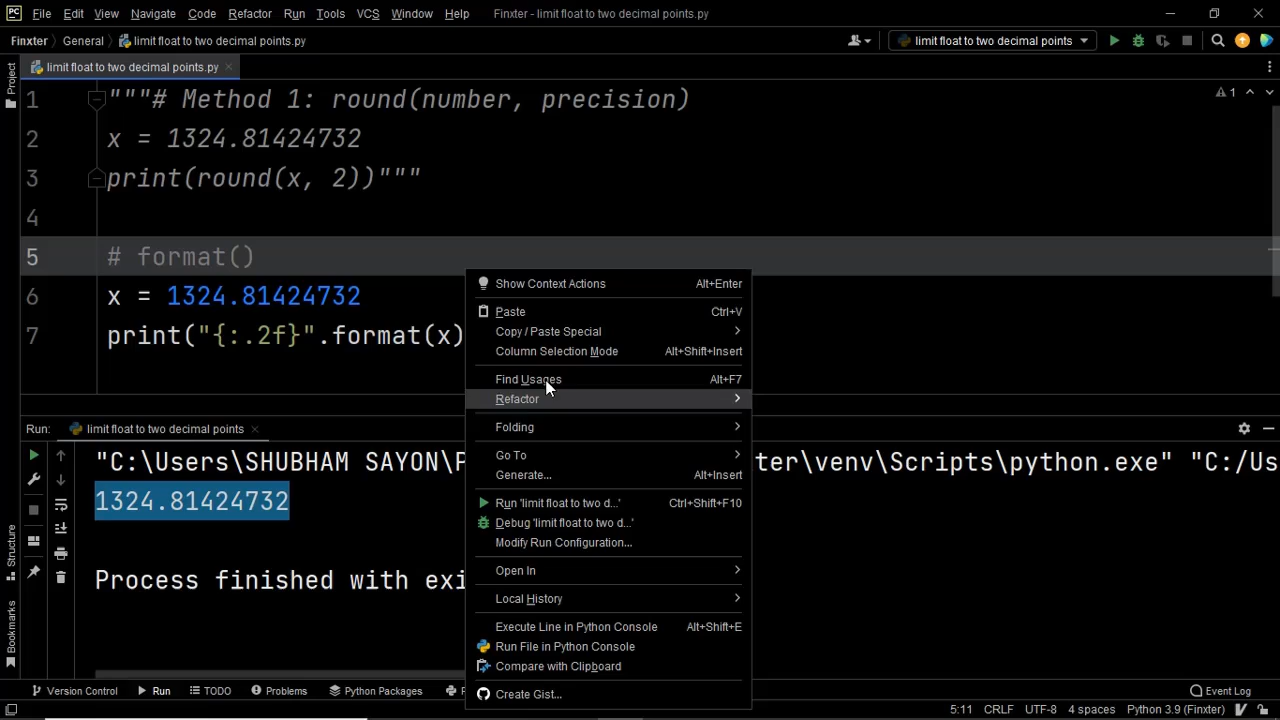 PC File Edit View Navigate Code Refactor Run Tools VCS Window Help Finxter - limit float to two decimal points.py
Finxter General limit float to two decimal points.py limit float to two decimal points
limit float to two decimal points.py
Project
1 """# Method 1: round(number, precision)
1
2 x = 1324.81424732
3 print(round(x, 2))"""
4
5 # format()
6 x = 1324.81424732
7 print("{:.2f}".format(x)
Show Context Actions Alt+Enter
Paste Ctrl+V
Copy / Paste Special
Column Selection Mode Alt+Shift+Insert
Find Usages Alt+F7
Refactor
Folding
Go To
Generate... Alt+Insert
Run 'limit float to two d...' Ctrl+Shift+F10
Debug 'limit float to two d...'
Modify Run Configuration...
Open In
Local History
Execute Line in Python Console Alt+Shift+E
Run File in Python Console
Compare with Clipboard
Create Gist...
Run: limit float to two decimal points
"C:\Users\SHUBHAM SAYON\P
ter\venv\Scripts\python.exe" "C:/Us
1324.81424732
Process finished with exi
Structure
Bookmarks
Version Control Run TODO Problems Python Packages P Event Log
5:11 CRLF UTF-8 4 spaces Python 3.9 (Finxter)